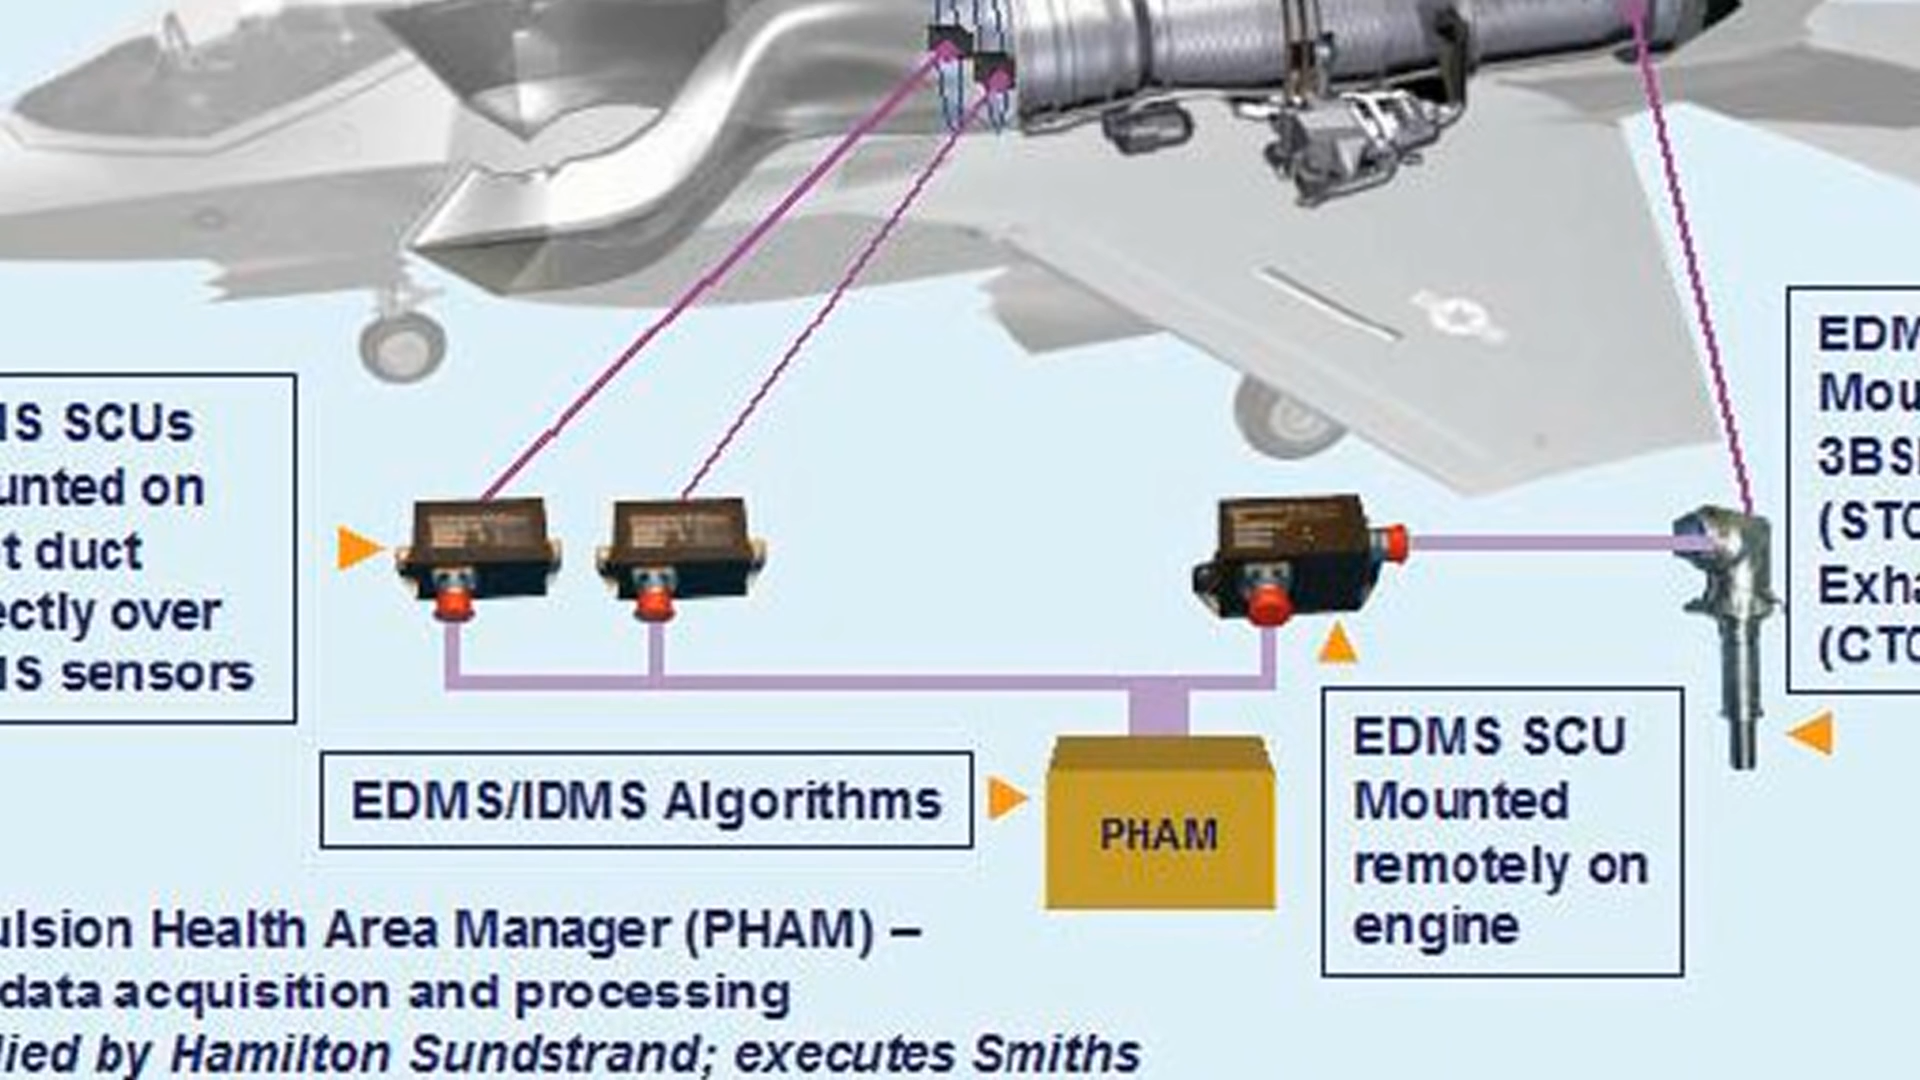 MS SCUs
unted on
t duct
ectly over
MS sensors
EDMS/IDMS Algorithms
PHAM
EDMS SCU
Mounted
remotely on
engine
EDM
Mou
3BS
(STO
Exha
(CTO
ulsion Health Area Manager (PHAM) –
data acquisition and processing
lied by Hamilton Sundstrand; executes Smiths